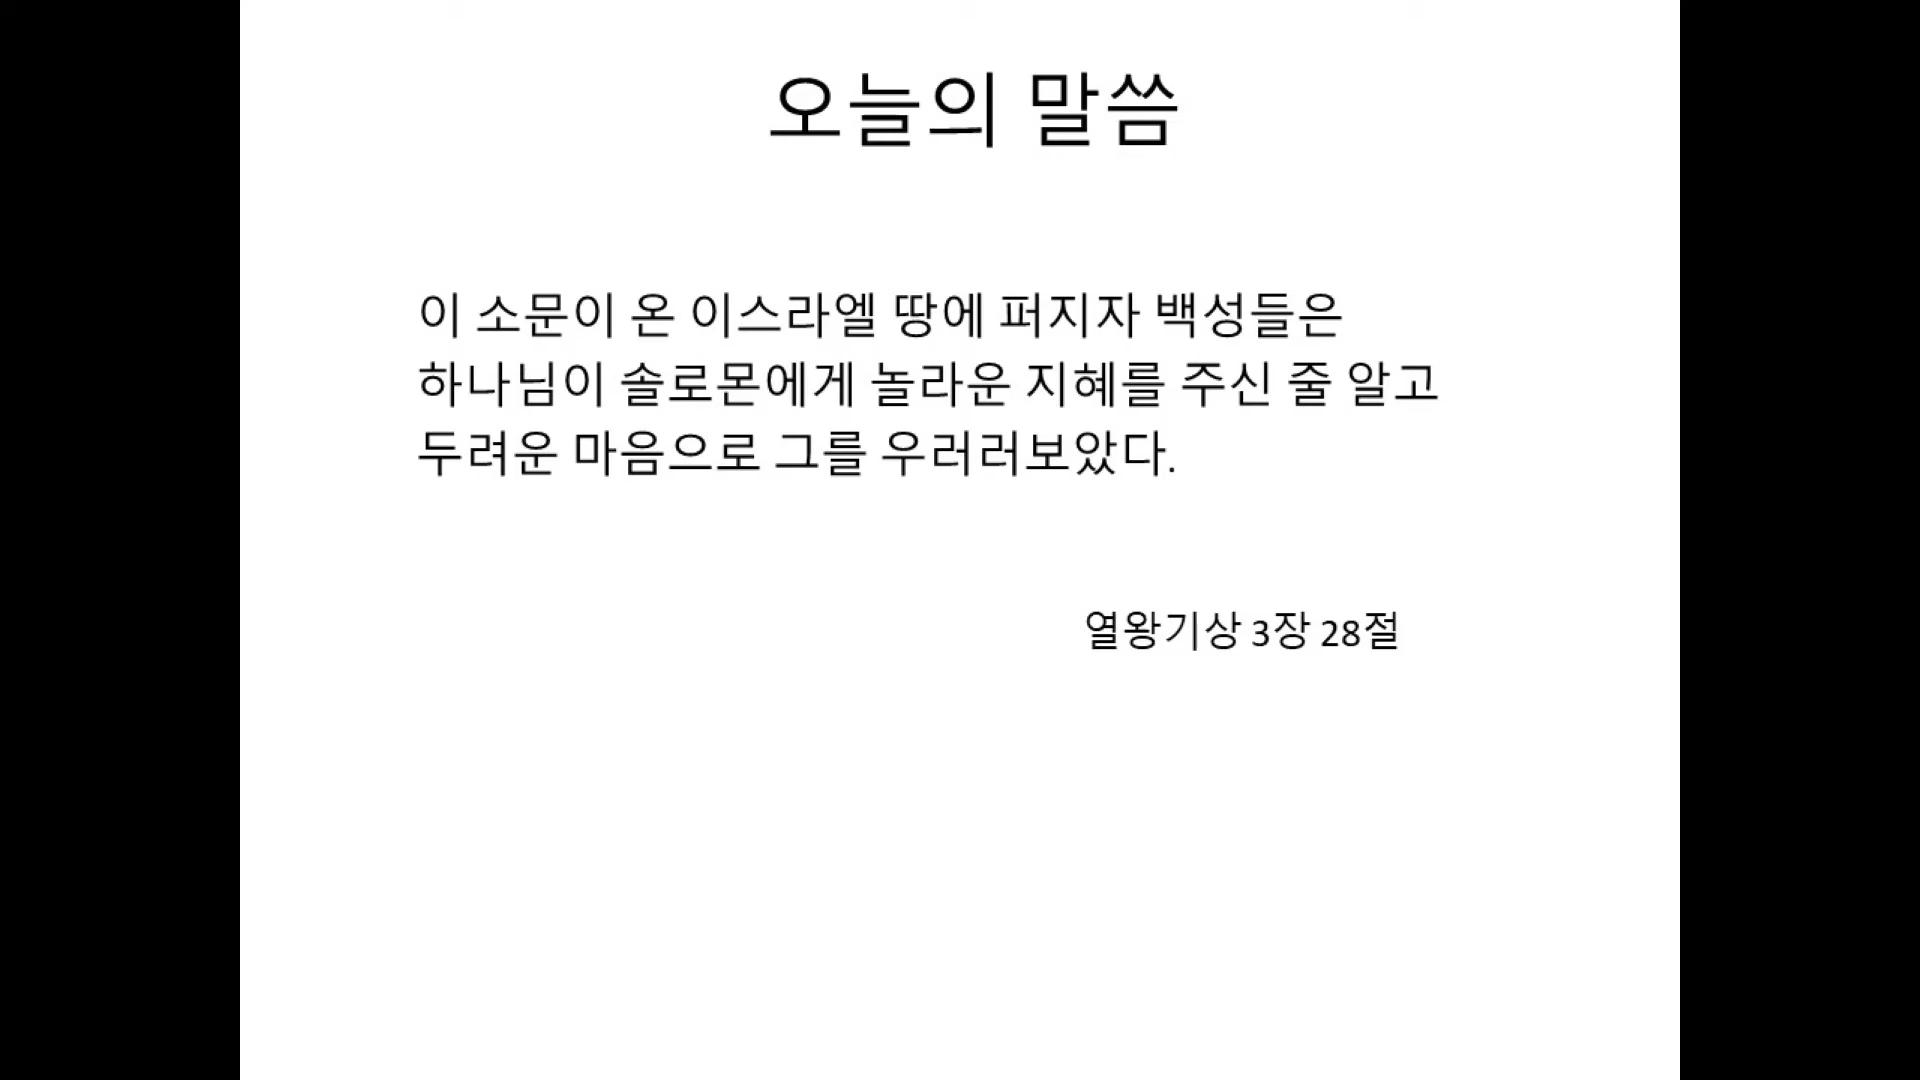 오늘의 말씀
이 소문이 온 이스라엘 땅에 퍼지자 백성들은
하나님이 솔로몬에게 놀라운 지혜를 주신 줄 알고
두려운 마음으로 그를 우러러보았다.
열왕기상 3장 28절